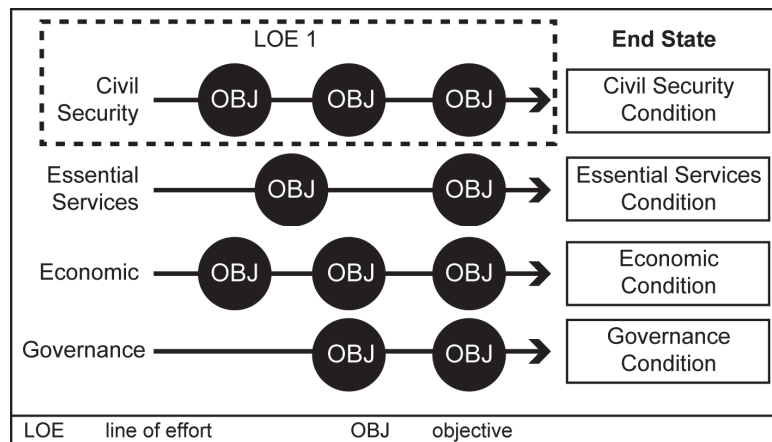 LOE 1
End State
Civil
Security
OBJ
OBJ
OBJ
Civil Security
Condition
Essential
Services
OBJ
OBJ
Essential Services
Condition
Economic
OBJ
OBJ
OBJ
Economic
Condition
Governance
OBJ
OBJ
Governance
Condition
LOE line of effort OBJ objective